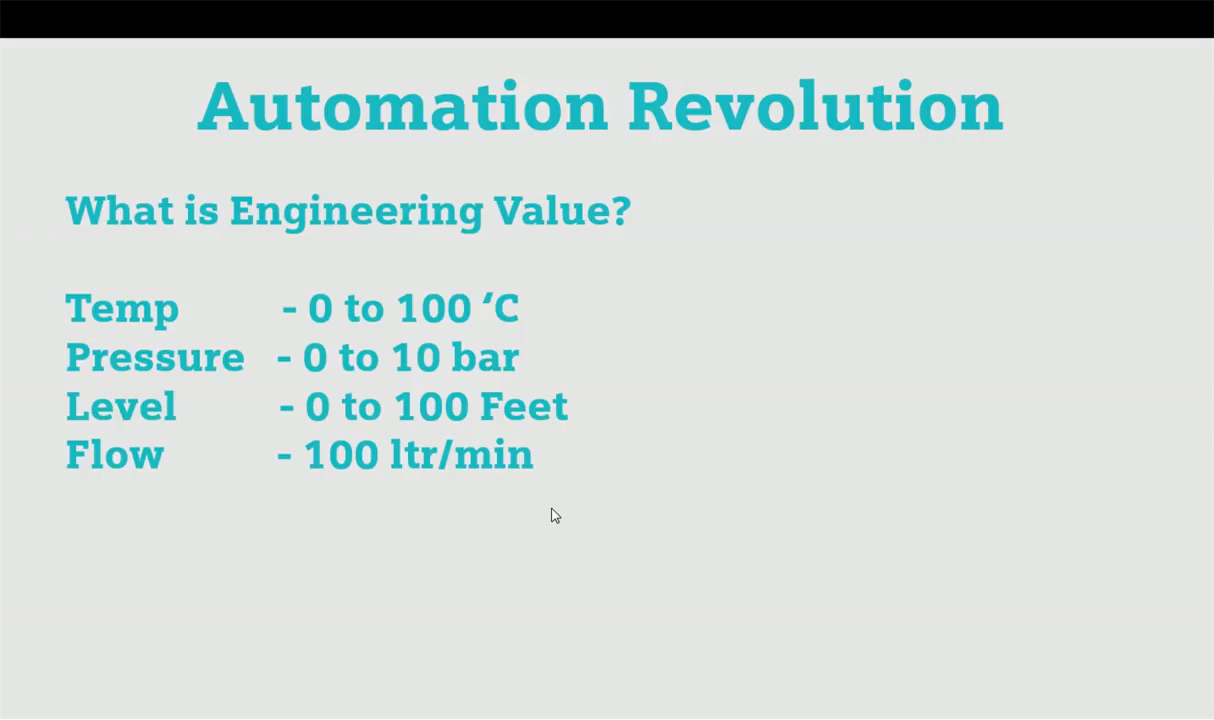 Automation Revolution
What is Engineering Value?
Temp - 0 to 100 ‘C
Pressure - 0 to 10 bar
Level - 0 to 100 Feet
Flow - 100 ltr/min